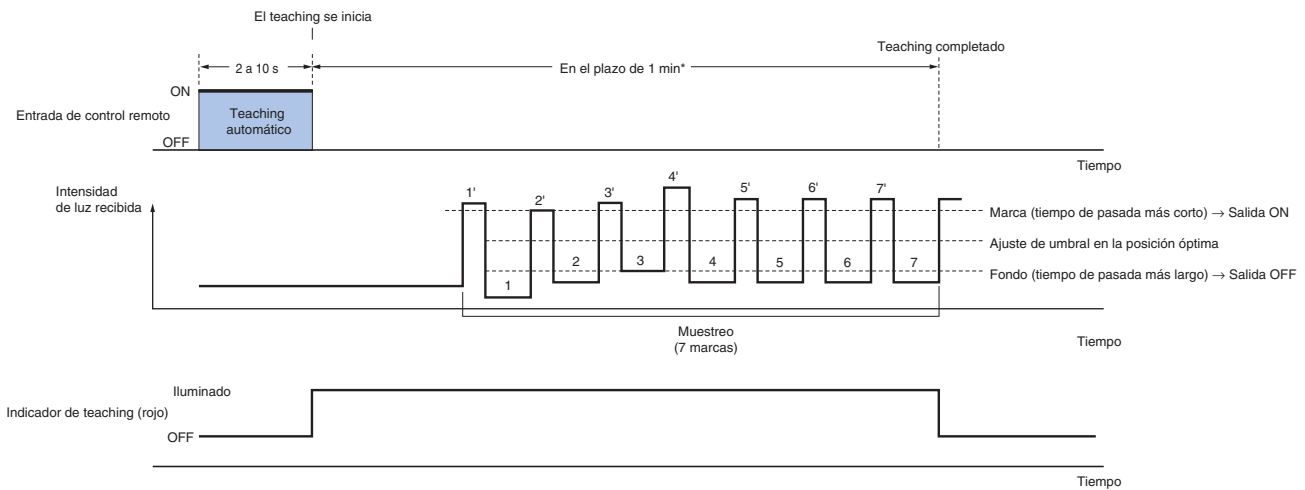 El teaching se inicia
Teaching completado
2 a 10 s
En el plazo de 1 min*
ON
Entrada de control remoto
Teaching
automático
OFF
Tiempo
Intensidad
de luz recibida
1'
2'
3'
4'
5'
6'
7'
Marca (tiempo de pasada más corto) → Salida ON
Ajuste de umbral en la posición óptima
1
2
3
4
5
6
7
Fondo (tiempo de pasada más largo) → Salida OFF
Muestreo
(7 marcas)
Tiempo
Iluminado
Indicador de teaching (rojo)
OFF
Tiempo